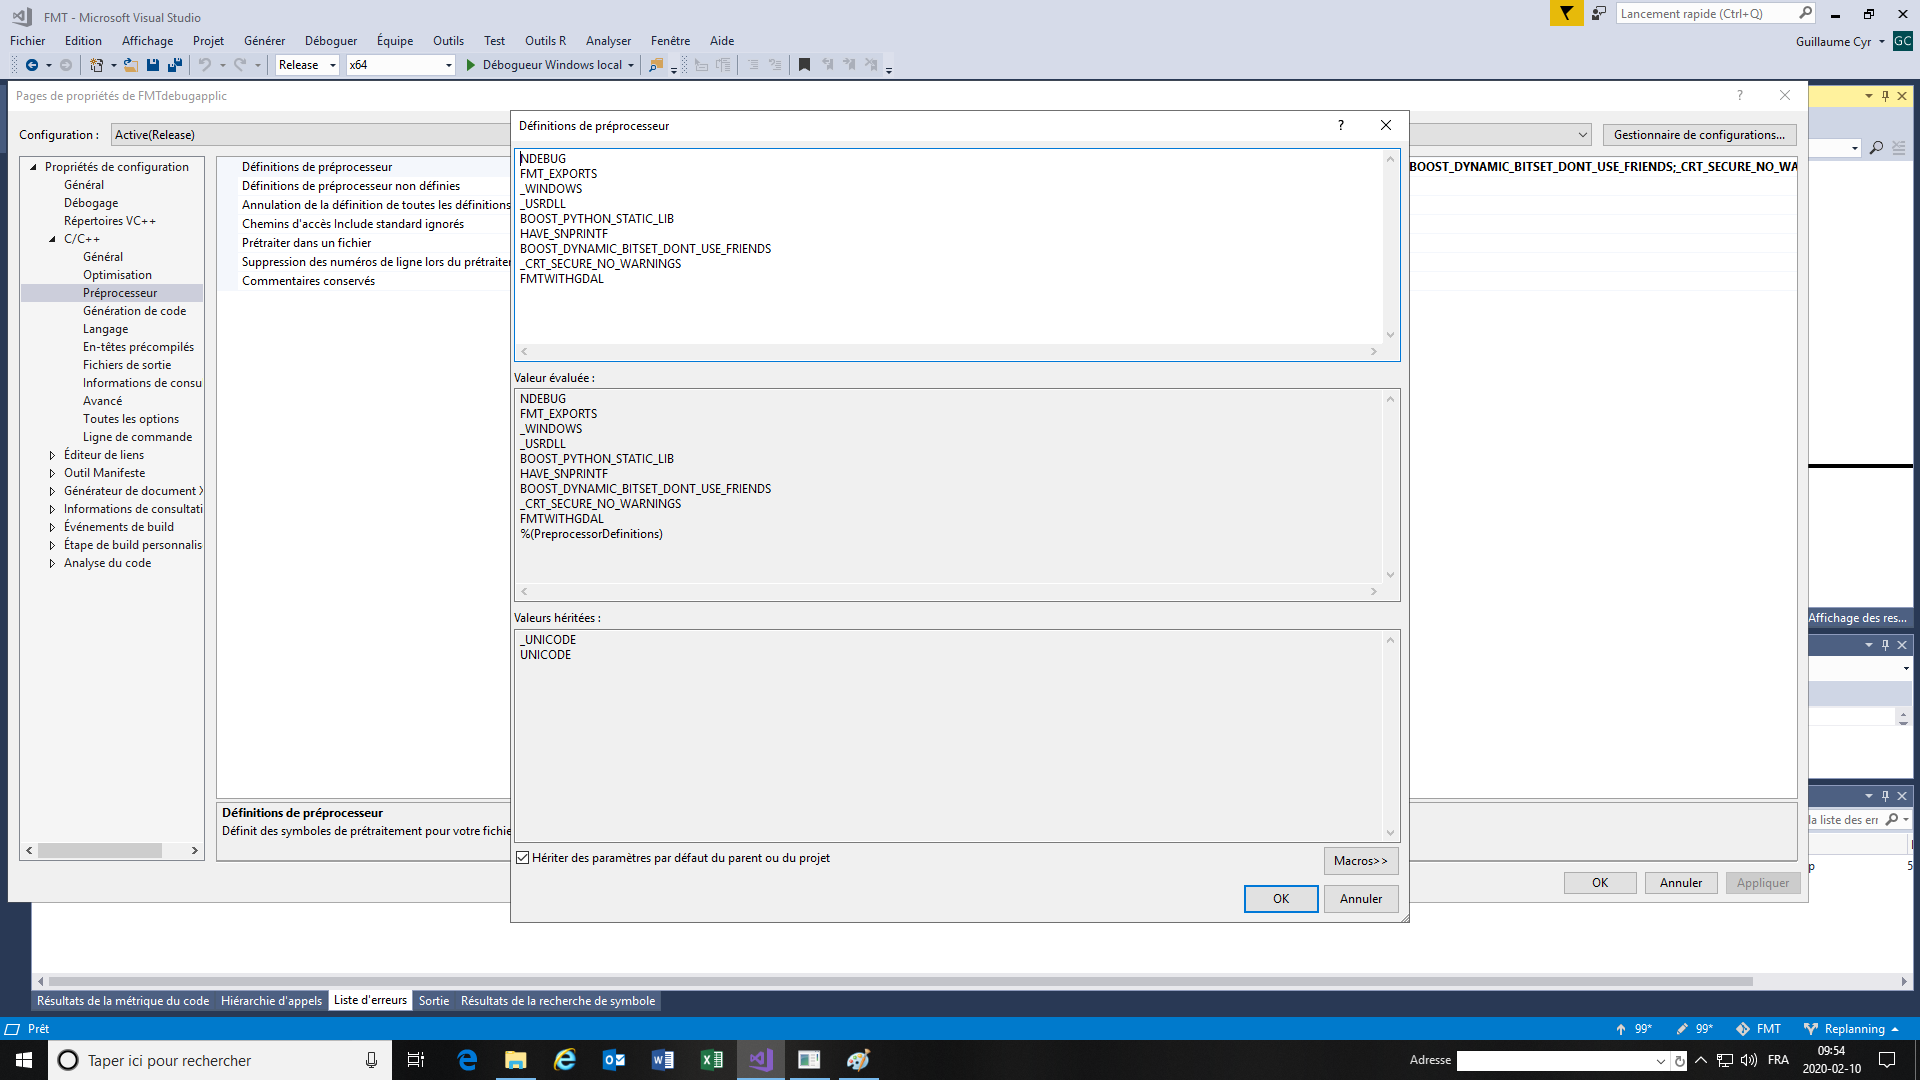 FMT - Microsoft Visual Studio
Lancement rapide (Ctrl+Q)
Fichier Edition Affichage Projet Générer Déboguer Équipe Outils Test Outils R Analyser Fenêtre Aide
Guillaume Cyr GC
Release x64 Débogueur Windows local
Pages de propriétés de FMTdebugapplic
Configuration : Active(Release)
Gestionnaire de configurations...
Propriétés de configuration
Général
Débogage
Répertoires VC++
C/C++
Général
Optimisation
Préprocesseur
Génération de code
Langage
En-têtes précompilés
Fichiers de sortie
Informations de consu
Avancé
Toutes les options
Ligne de commande
Éditeur de liens
Outil Manifeste
Générateur de document X
Informations de consultati
Événements de build
Étape de build personnalis
Analyse du code
Définitions de préprocesseur
Définitions de préprocesseur non définies
Annulation de la définition de toutes les définitions
Chemins d'accès Include standard ignorés
Prétraiter dans un fichier
Suppression des numéros de ligne lors du prétraiter
Commentaires conservés
BOOST_DYNAMIC_BITSET_DONT_USE_FRIENDS;_CRT_SECURE_NO_WA
Définitions de préprocesseur
Définit des symboles de prétraitement pour votre fichie
Définitions de préprocesseur
NDEBUG
FMT_EXPORTS
_WINDOWS
_USRDLL
BOOST_PYTHON_STATIC_LIB
HAVE_SNPRINTF
BOOST_DYNAMIC_BITSET_DONT_USE_FRIENDS
_CRT_SECURE_NO_WARNINGS
FMTWITHGDAL
Valeur évaluée :
NDEBUG
FMT_EXPORTS
_WINDOWS
_USRDLL
BOOST_PYTHON_STATIC_LIB
HAVE_SNPRINTF
BOOST_DYNAMIC_BITSET_DONT_USE_FRIENDS
_CRT_SECURE_NO_WARNINGS
FMTWITHGDAL
%(PreprocessorDefinitions)
Valeurs héritées :
_UNICODE
UNICODE
Hériter des paramètres par défaut du parent ou du projet
Macros>>
OK Annuler
OK Annuler Appliquer
Affichage des res...
la liste des err
p 5
Résultats de la métrique du code Hiérarchie d'appels Liste d'erreurs Sortie Résultats de la recherche de symbole
Prêt 99* 99* FMT Replanning
Taper ici pour rechercher
Adresse FRA
09:54
2020-02-10